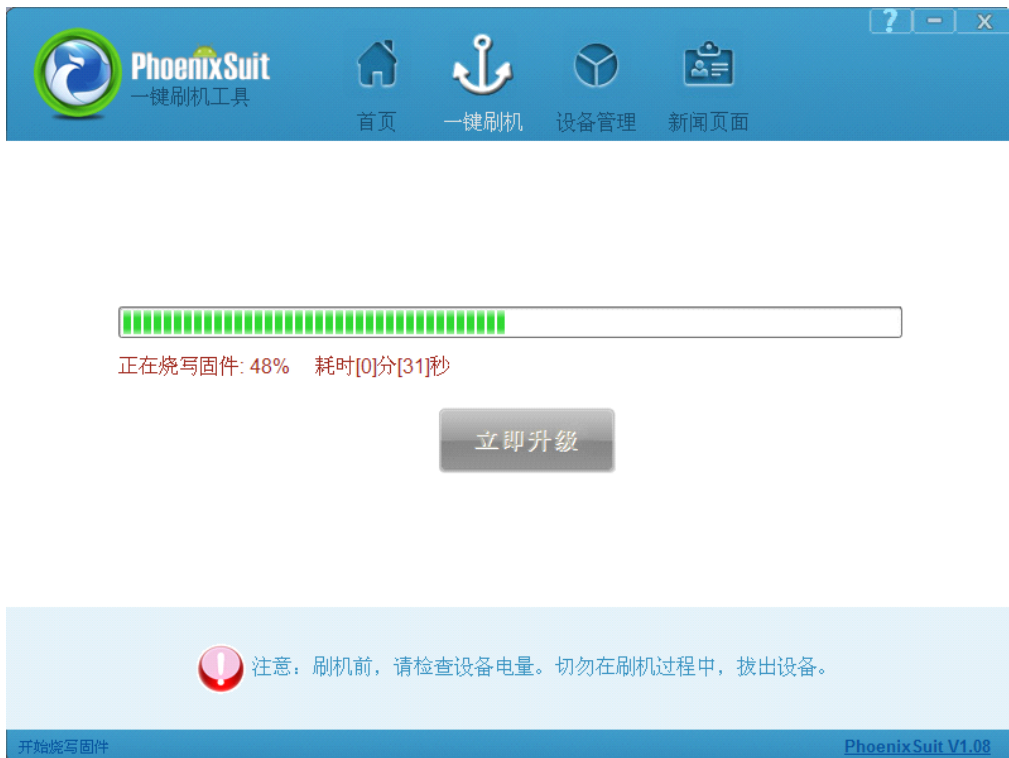 ? − x
PhoenixSuit
一键刷机工具
首页 一键刷机 设备管理 新闻页面
正在烧写固件: 48% 耗时[0]分[31]秒
立即升级
注意：刷机前，请检查设备电量。切勿在刷机过程中，拔出设备。
开始烧写固件 PhoenixSuit V1.08